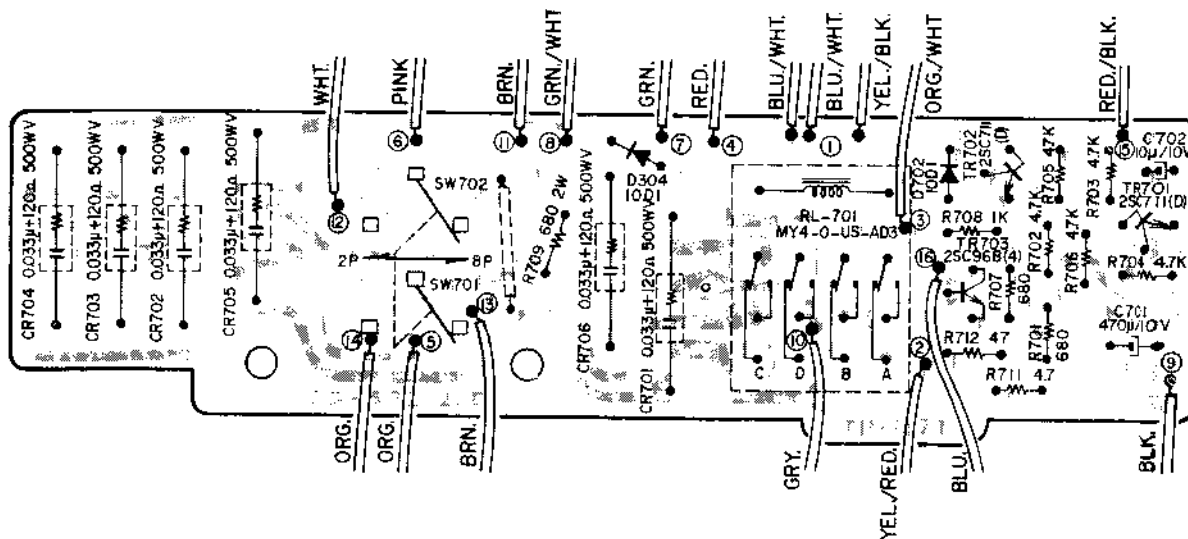 WHT.
PINK
BRN.
GRN./WHT
GRN.
RED.
BLU./WHT
BLU./WHT
YEL./BLK.
ORG./WHT
RED/BLK.
CR704 0.033μ+120Ω 500WV
CR703 0.033μ+120Ω 500WV
CR702 0.033μ+120Ω 500WV
CR705 0.033μ+120Ω 500WV
⑥
⑪
⑧
⑦
④
①
⑮
SW702
⑫
2P
8P
SW701
⑬
⑭
⑤
R709 680 2W
CR706 0.033μ+120Ω 500WV
D304
10D1
CR701 0.033μ+120Ω 500WV
RL-701
MY4-0-US-AD3
③
⑩
C
D
B
A
D702
10D1
TR702
2SC711
(D)
R705 47K
R703 4.7K
C702
10μ/10V
TR701
2SC711(D)
R708 1K
TR703
2SC968(4)
⑯
R702 4.7K
R706 47K
R704 4.7K
R707
680
R701
680
C701
470μ/10V
R712 47
②
R711 4.7
⑨
ORG.
ORG.
BRN.
GRY.
YEL./RED.
BLU.
BLK.